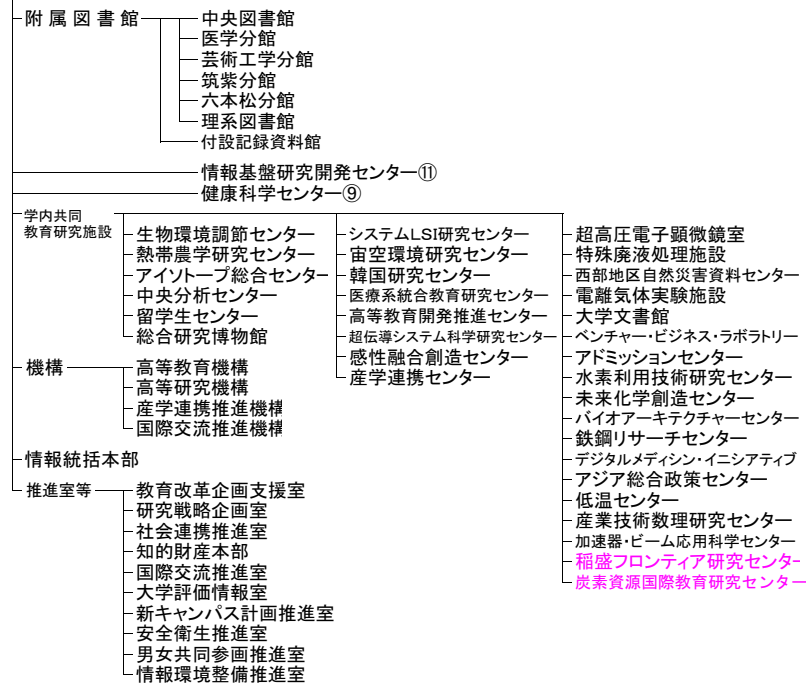 附属図書館
中央図書館
医学分館
芸術工学分館
筑紫分館
六本松分館
理系図書館
付設記録資料館
情報基盤研究開発センター⑪
健康科学センター⑨
学内共同
教育研究施設
生物環境調節センター
熱帯農学研究センター
アイソトープ総合センター
中央分析センター
留学生センター
総合研究博物館
システムLSI研究センター
宙空環境研究センター
韓国研究センター
医療系統合教育研究センター
高等教育開発推進センター
超伝導システム科学研究センター
感性融合創造センター
産学連携センター
超高圧電子顕微鏡室
特殊廃液処理施設
西部地区自然災害資料センター
電離気体実験施設
大学文書館
ベンチャー・ビジネス・ラボラトリー
アドミッションセンター
水素利用技術研究センター
未来化学創造センター
バイオアーキテクチャーセンター
鉄鋼リサーチセンター
デジタルメディシン・イニシアティブ
アジア総合政策センター
低温センター
産業技術数理研究センター
加速器・ビーム応用科学センター
稲盛フロンティア研究センター
炭素資源国際教育研究センター
機構
高等教育機構
高等研究機構
産学連携推進機構
国際交流推進機構
情報統括本部
推進室等
教育改革企画支援室
研究戦略企画室
社会連携推進室
知的財産本部
国際交流推進室
大学評価情報室
新キャンパス計画推進室
安全衛生推進室
男女共同参画推進室
情報環境整備推進室